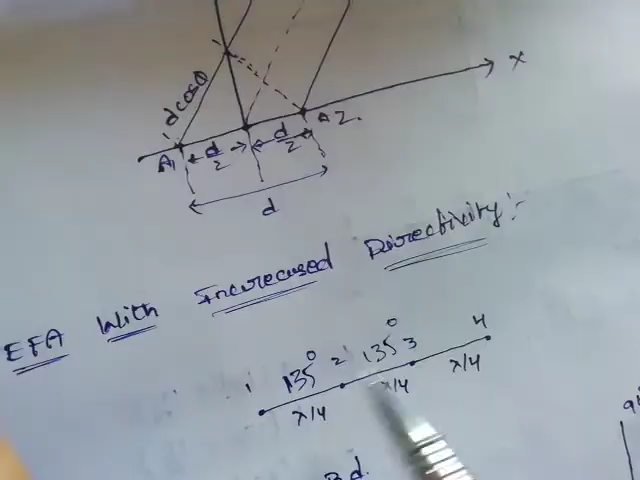 x
dcosθ
A1 d/2 d/2 A2.
d
EFA With Increased Directivity:-
1 135° 2 135° 3 4
λ/4 λ/4 λ/4
d.